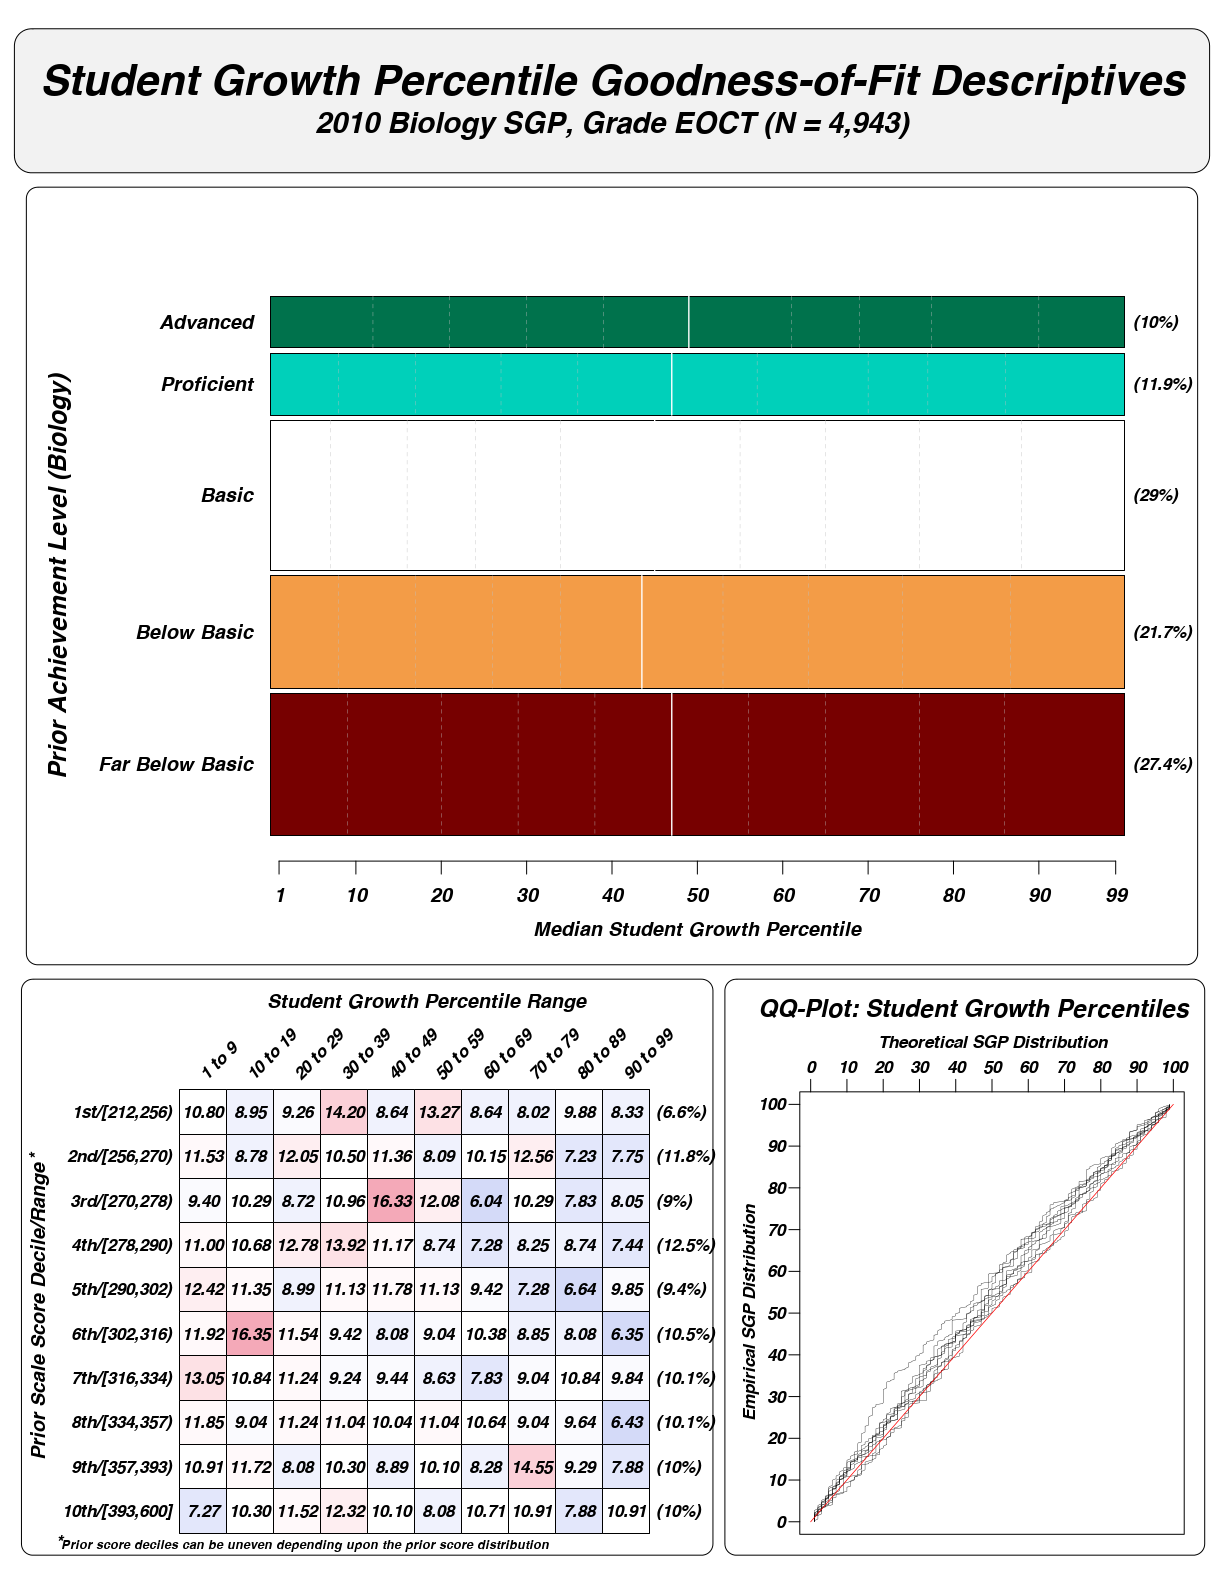 Student Growth Percentile Goodness-of-Fit Descriptives
2010 Biology SGP, Grade EOCT (N = 4,943)
Prior Achievement Level (Biology)
Advanced (10%)
Proficient (11.9%)
Basic (29%)
Below Basic (21.7%)
Far Below Basic (27.4%)
1 10 20 30 40 50 60 70 80 90 99
Median Student Growth Percentile
Student Growth Percentile Range
1 to 9 10 to 19 20 to 29 30 to 39 40 to 49 50 to 59 60 to 69 70 to 79 80 to 89 90 to 99
Prior Scale Score Decile/Range*
1st/[212,256) 10.80 8.95 9.26 14.20 8.64 13.27 8.64 8.02 9.88 8.33 (6.6%)
2nd/[256,270) 11.53 8.78 12.05 10.50 11.36 8.09 10.15 12.56 7.23 7.75 (11.8%)
3rd/[270,278) 9.40 10.29 8.72 10.96 16.33 12.08 6.04 10.29 7.83 8.05 (9%)
4th/[278,290) 11.00 10.68 12.78 13.92 11.17 8.74 7.28 8.25 8.74 7.44 (12.5%)
5th/[290,302) 12.42 11.35 8.99 11.13 11.78 11.13 9.42 7.28 6.64 9.85 (9.4%)
6th/[302,316) 11.92 16.35 11.54 9.42 8.08 9.04 10.38 8.85 8.08 6.35 (10.5%)
7th/[316,334) 13.05 10.84 11.24 9.24 9.44 8.63 7.83 9.04 10.84 9.84 (10.1%)
8th/[334,357) 11.85 9.04 11.24 11.04 10.04 11.04 10.64 9.04 9.64 6.43 (10.1%)
9th/[357,393) 10.91 11.72 8.08 10.30 8.89 10.10 8.28 14.55 9.29 7.88 (10%)
10th/[393,600] 7.27 10.30 11.52 12.32 10.10 8.08 10.71 10.91 7.88 10.91 (10%)
*Prior score deciles can be uneven depending upon the prior score distribution
QQ-Plot: Student Growth Percentiles
Theoretical SGP Distribution
0 10 20 30 40 50 60 70 80 90 100
Empirical SGP Distribution
100
90
80
70
60
50
40
30
20
10
0